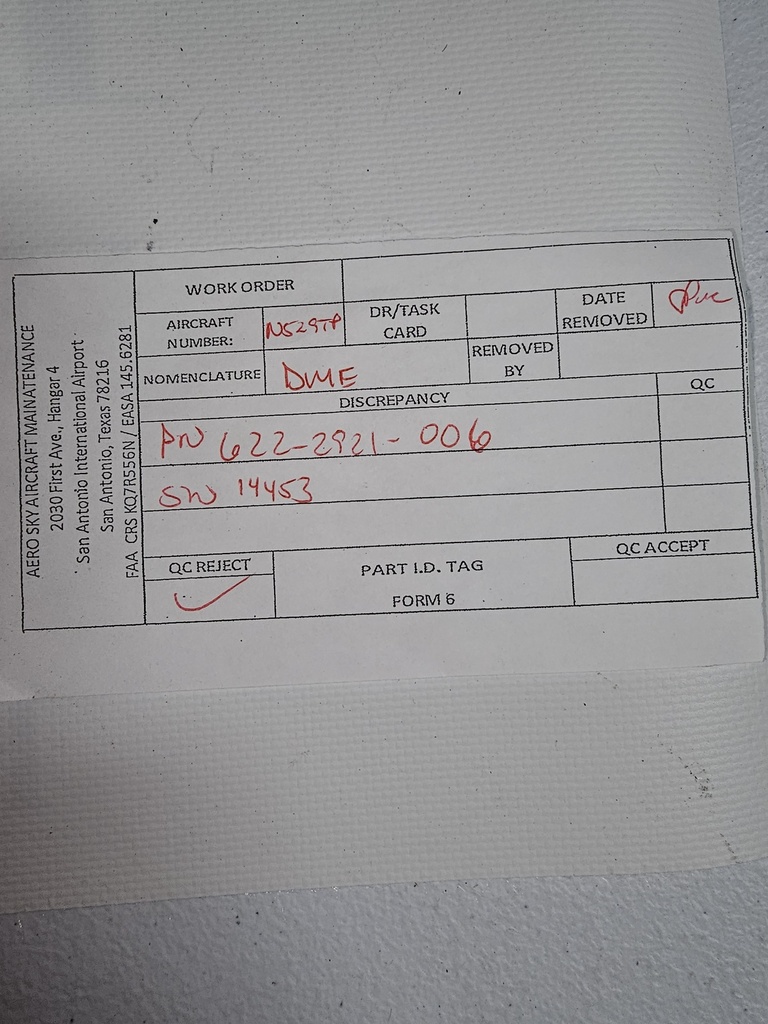 AERO SKY AIRCRAFT MAINATENANCE
2030 First Ave., Hangar 4
San Antonio International Airport
San Antonio, Texas 78216
FAA CRS KQ7R556N / EASA 145.6281
WORK ORDER
AIRCRAFT NUMBER: N529TP
DR/TASK CARD
DATE REMOVED
NOMENCLATURE DME
REMOVED BY
DISCREPANCY
QC
PN 622-2921-006
SN 14453
QC REJECT
PART I.D. TAG
FORM 6
QC ACCEPT